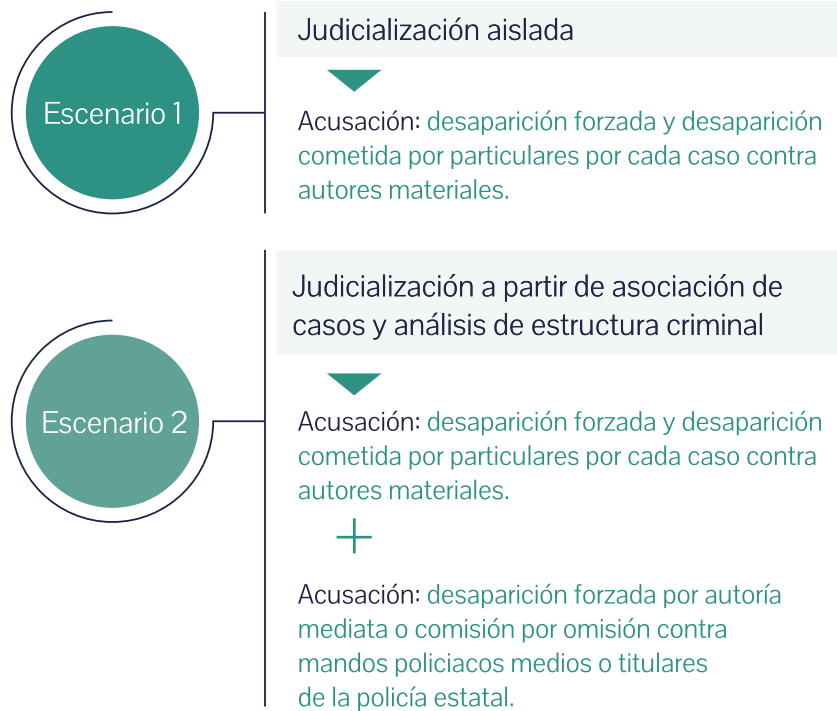 Escenario 1
Judicialización aislada
Acusación: desaparición forzada y desaparición
cometida por particulares por cada caso contra
autores materiales.
Escenario 2
Judicialización a partir de asociación de
casos y análisis de estructura criminal
Acusación: desaparición forzada y desaparición
cometida por particulares por cada caso contra
autores materiales.
+
Acusación: desaparición forzada por autoría
mediata o comisión por omisión contra
mandos policiacos medios o titulares
de la policía estatal.